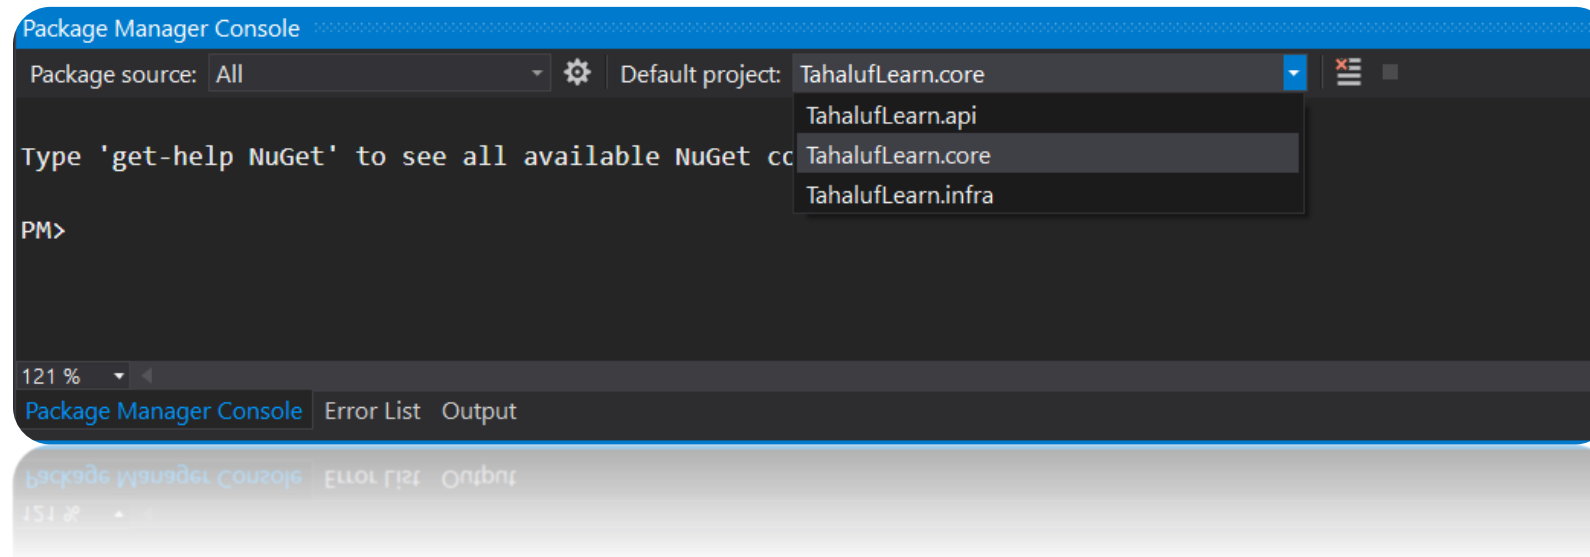 Package Manager Console
Package source: All Default project: TahalufLearn.core
TahalufLearn.api
Type 'get-help NuGet' to see all available NuGet co TahalufLearn.core
TahalufLearn.infra
PM>
121 %
Package Manager Console Error List Output